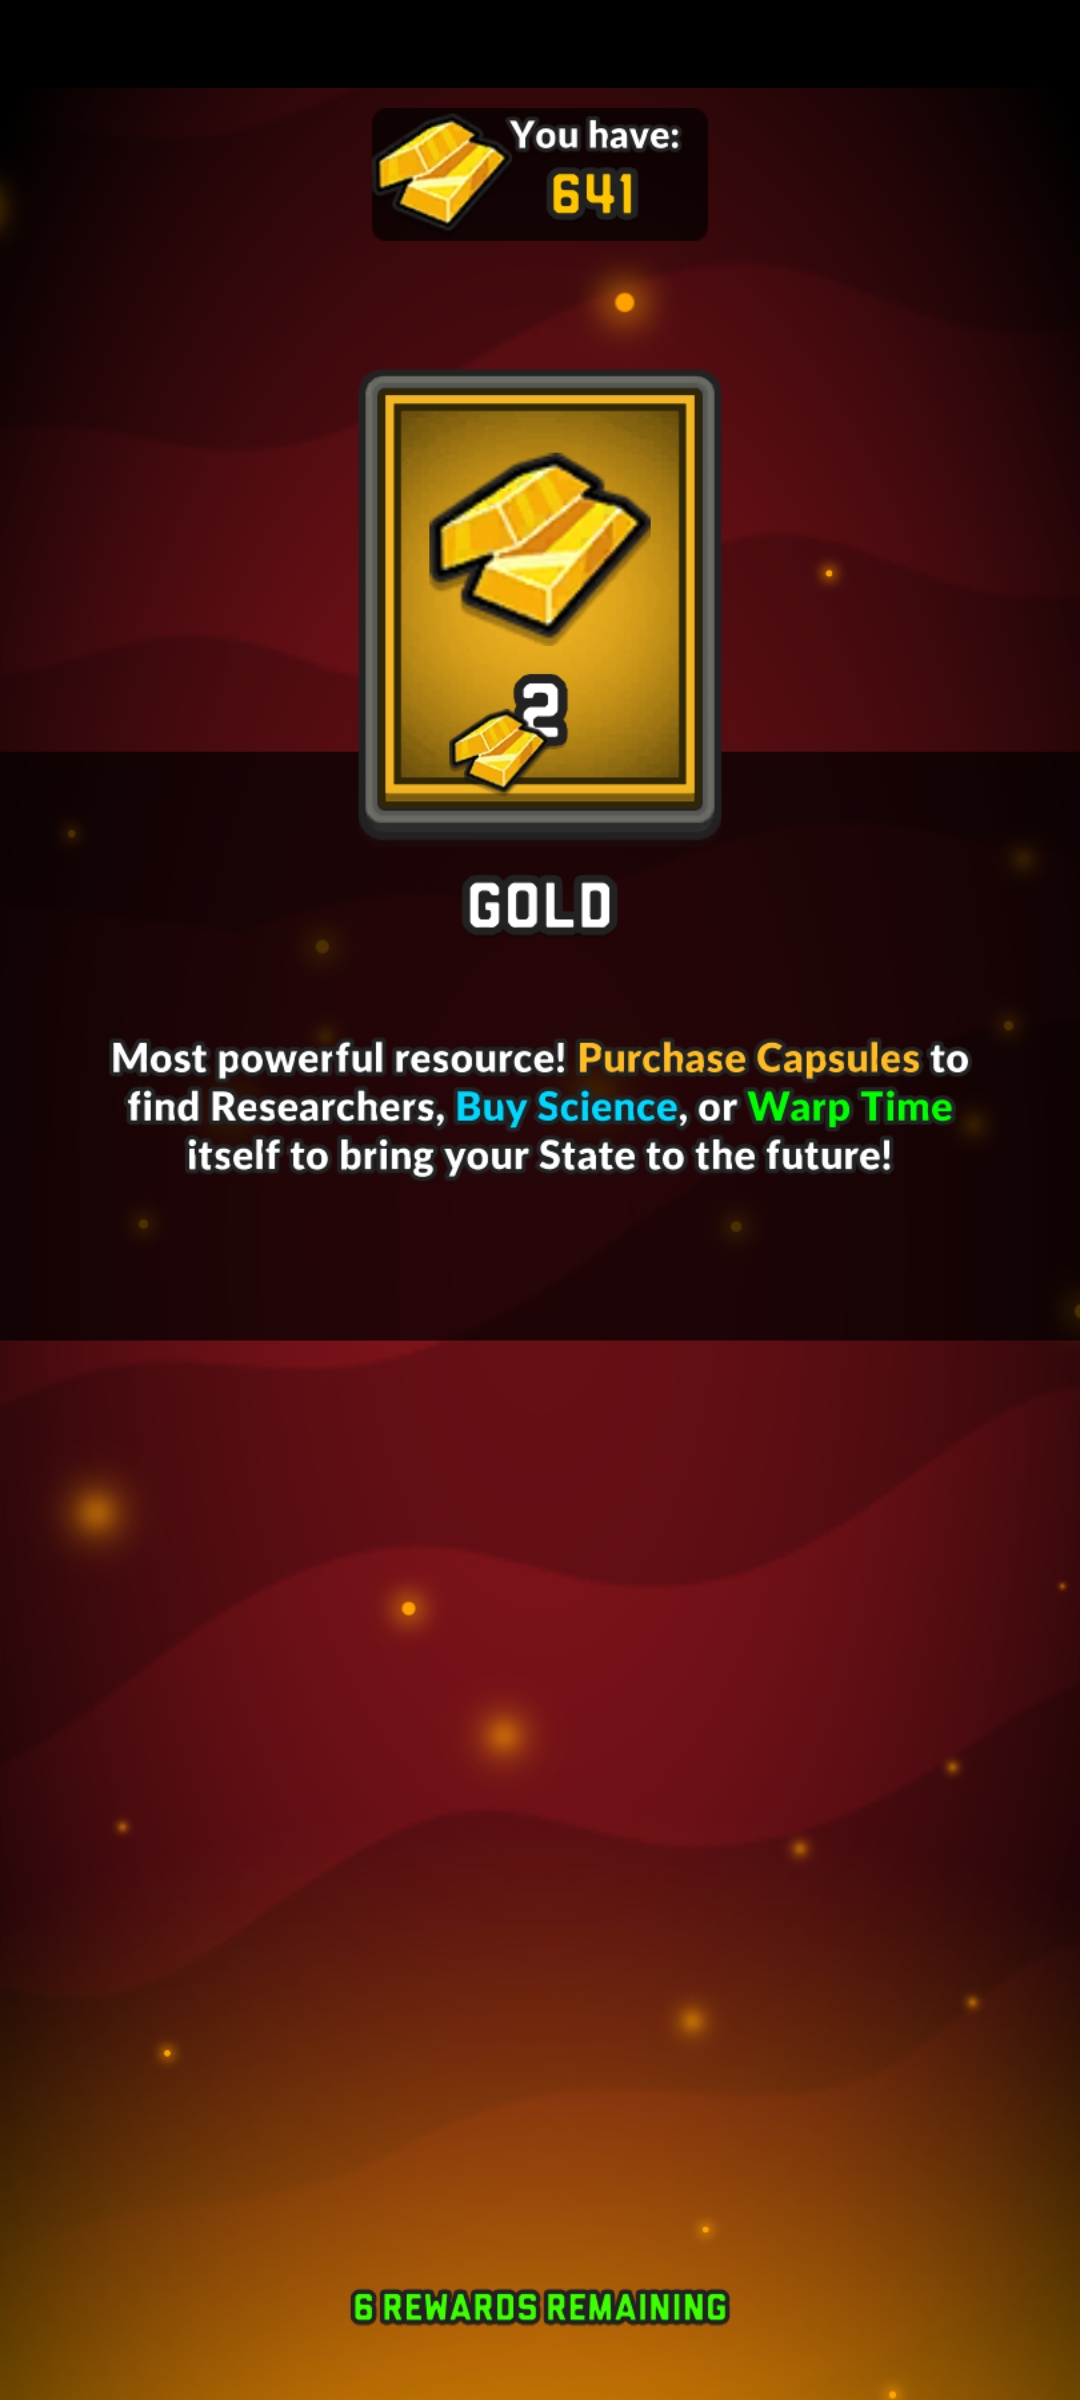 You have:
641
2
GOLD
Most powerful resource! Purchase Capsules to
find Researchers, Buy Science, or Warp Time
itself to bring your State to the future!
6 REWARDS REMAINING